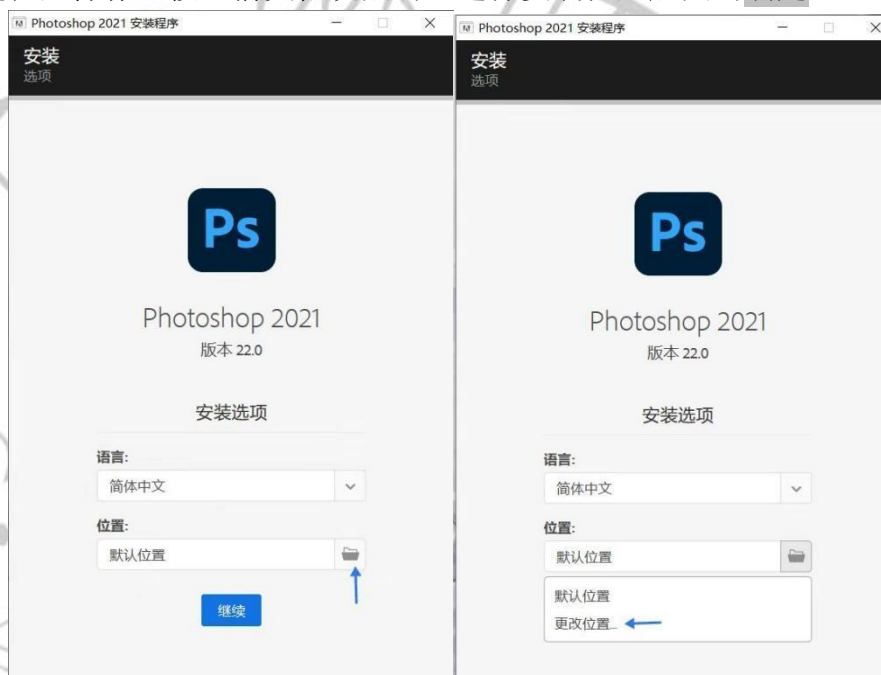 Photoshop 2021 安装程序
安装
选项
Ps
Photoshop 2021
版本 22.0
安装选项
语言:
简体中文
位置:
默认位置
继续
Photoshop 2021 安装程序
安装
选项
Ps
Photoshop 2021
版本 22.0
安装选项
语言:
简体中文
位置:
默认位置
默认位置
更改位置...